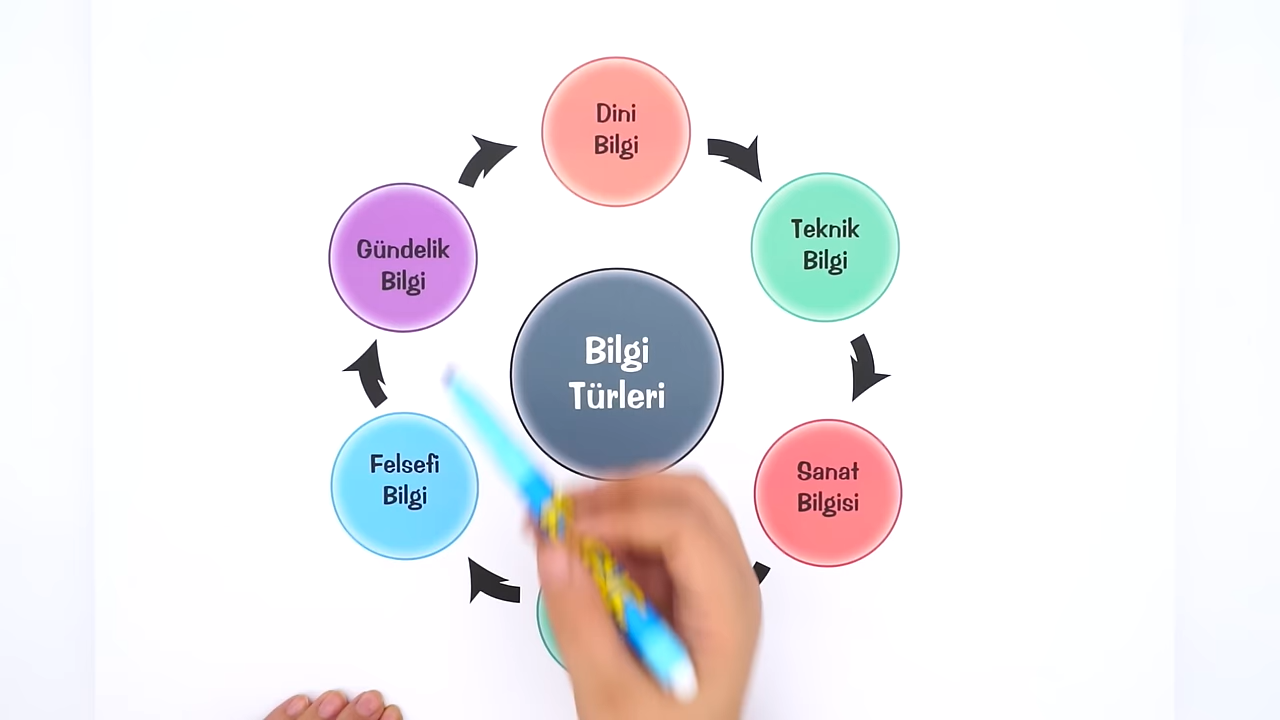 Dini
Bilgi
Teknik
Bilgi
Gündelik
Bilgi
Bilgi
Türleri
Felsefi
Bilgi
Sanat
Bilgisi